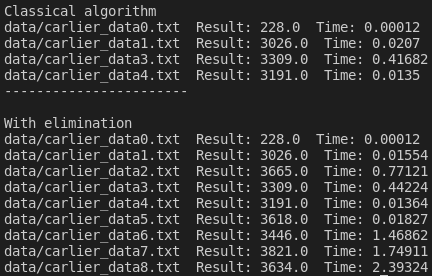 Classical algorithm
data/carlier_data0.txt  Result: 228.0  Time: 0.00012
data/carlier_data1.txt  Result: 3026.0  Time: 0.0207
data/carlier_data3.txt  Result: 3309.0  Time: 0.41682
data/carlier_data4.txt  Result: 3191.0  Time: 0.0135
-----------------------
With elimination
data/carlier_data0.txt  Result: 228.0  Time: 0.00012
data/carlier_data1.txt  Result: 3026.0  Time: 0.01554
data/carlier_data2.txt  Result: 3665.0  Time: 0.77121
data/carlier_data3.txt  Result: 3309.0  Time: 0.44224
data/carlier_data4.txt  Result: 3191.0  Time: 0.01364
data/carlier_data5.txt  Result: 3618.0  Time: 0.01827
data/carlier_data6.txt  Result: 3446.0  Time: 1.46862
data/carlier_data7.txt  Result: 3821.0  Time: 1.74911
data/carlier_data8.txt  Result: 3634.0  Time: 2.39324